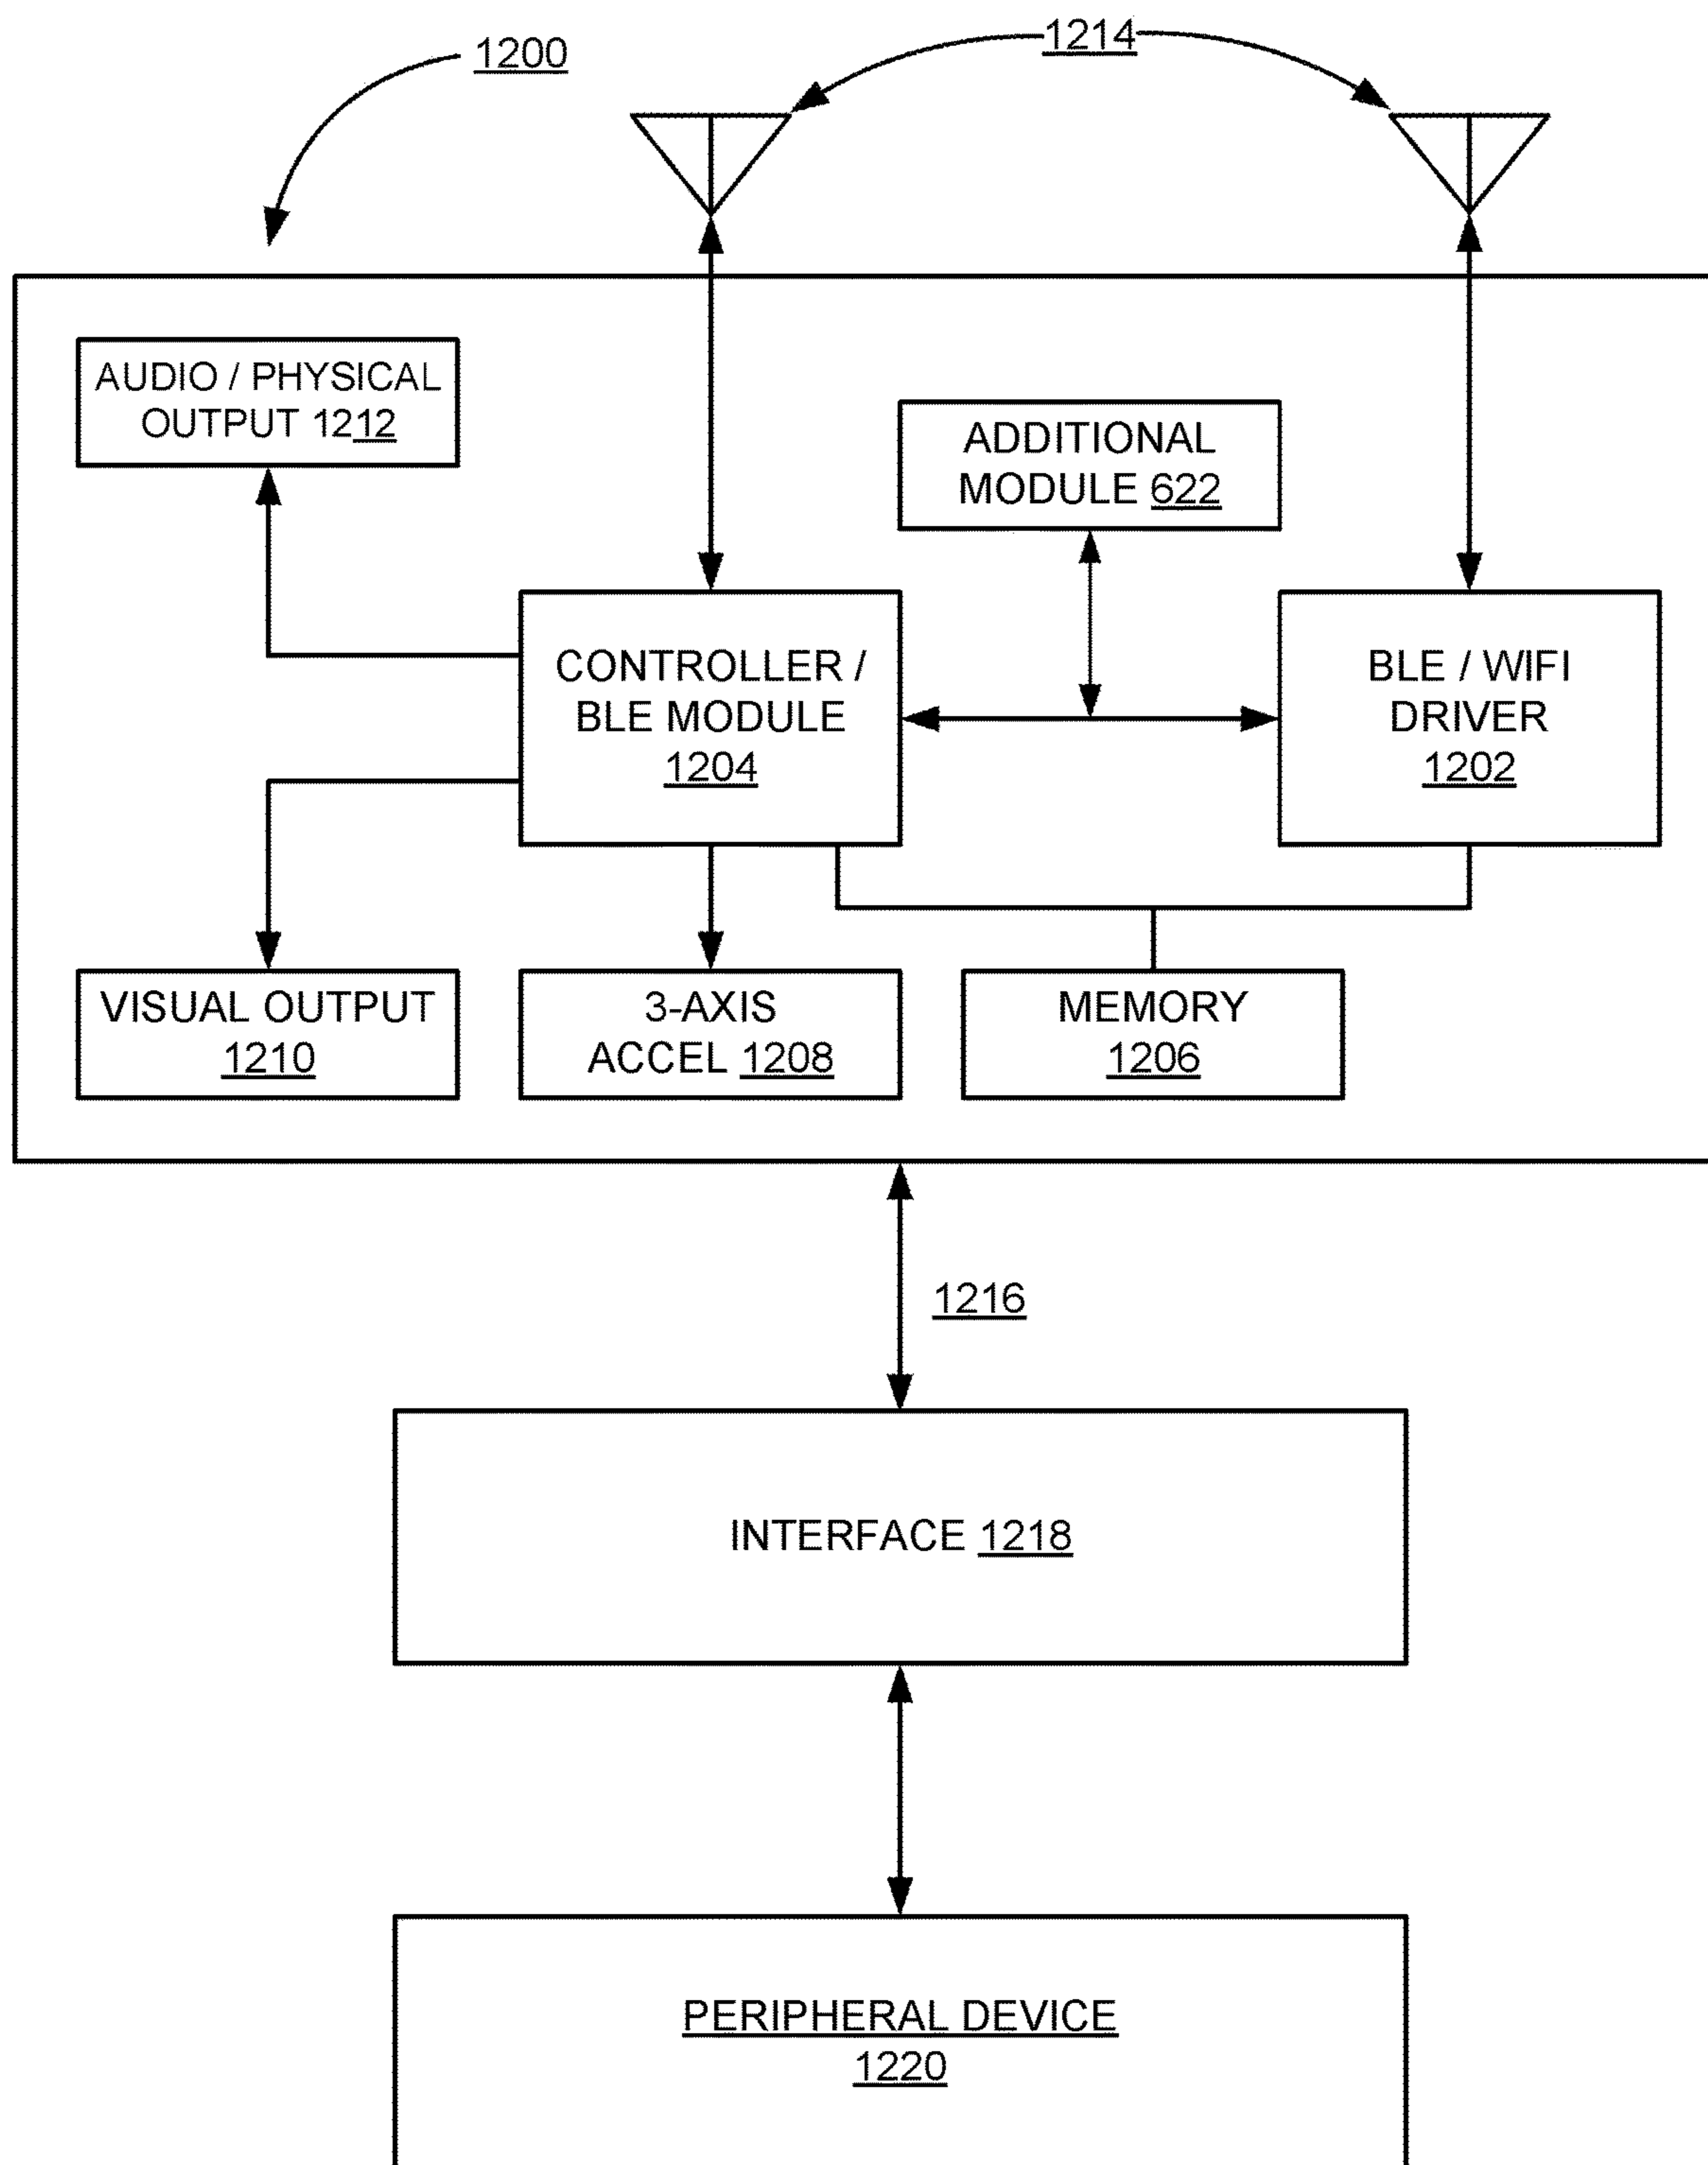 1200
1214
AUDIO / PHYSICAL
OUTPUT 1212
ADDITIONAL
MODULE 622
CONTROLLER /
BLE MODULE
1204
BLE / WIFI
DRIVER
1202
VISUAL OUTPUT
1210
3-AXIS
ACCEL 1208
MEMORY
1206
1216
INTERFACE 1218
PERIPHERAL DEVICE
1220